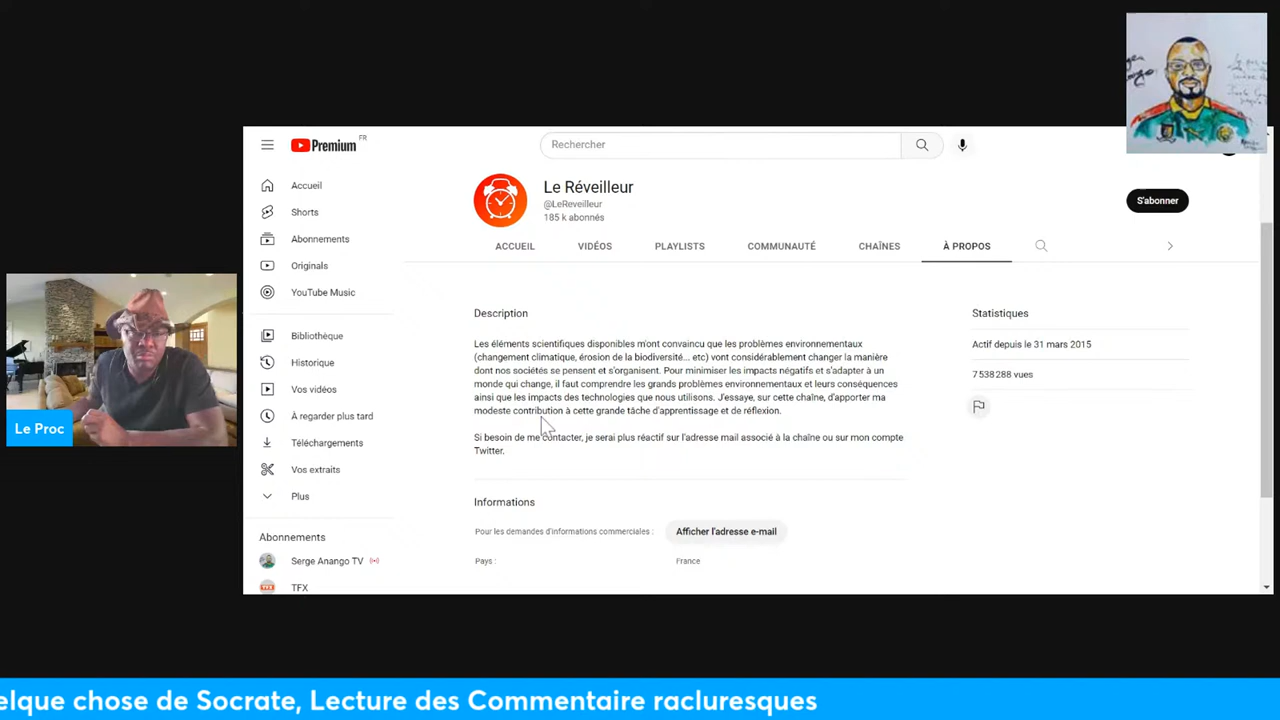 Premium FR
Rechercher
Accueil
Shorts
Abonnements
Originals
YouTube Music
Bibliothèque
Historique
Vos vidéos
À regarder plus tard
Téléchargements
Vos extraits
Plus
Abonnements
Serge Anango TV
TFX
Le Réveilleur
@LeReveilleur
185 k abonnés
S'abonner
ACCUEIL VIDÉOS PLAYLISTS COMMUNAUTÉ CHAÎNES À PROPOS
Description
Les éléments scientifiques disponibles m'ont convaincu que les problèmes environnementaux
(changement climatique, érosion de la biodiversité... etc) vont considérablement changer la manière
dont nos sociétés se pensent et s'organisent. Pour minimiser les impacts négatifs et s'adapter à un
monde qui change, il faut comprendre les grands problèmes environnementaux et leurs conséquences
ainsi que les impacts des technologies que nous utilisons. J'essaye, sur cette chaîne, d'apporter ma
modeste contribution à cette grande tâche d'apprentissage et de réflexion.
Si besoin de me contacter, je serai plus réactif sur l'adresse mail associé à la chaîne ou sur mon compte
Twitter.
Informations
Pour les demandes d'informations commerciales : Afficher l'adresse e-mail
Pays : France
Statistiques
Actif depuis le 31 mars 2015
7 538 288 vues
Le Proc
elque chose de Socrate, Lecture des Commentaire racluresques